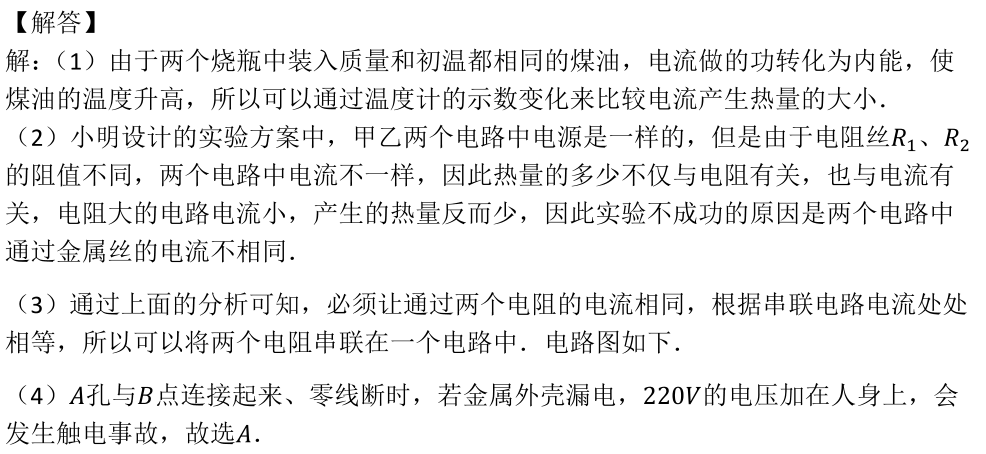 【解答】
解：（1）由于两个烧瓶中装入质量和初温都相同的煤油，电流做的功转化为内能，使
煤油的温度升高，所以可以通过温度计的示数变化来比较电流产生热量的大小．
（2）小明设计的实验方案中，甲乙两个电路中电源是一样的，但是由于电阻丝R₁、R₂
的阻值不同，两个电路中电流不一样，因此热量的多少不仅与电阻有关，也与电流有
关，电阻大的电路电流小，产生的热量反而少，因此实验不成功的原因是两个电路中
通过金属丝的电流不相同．
（3）通过上面的分析可知，必须让通过两个电阻的电流相同，根据串联电路电流处处
相等，所以可以将两个电阻串联在一个电路中．电路图如下．
（4）A孔与B点连接起来、零线断时，若金属外壳漏电，220V的电压加在人身上，会
发生触电事故，故选A．